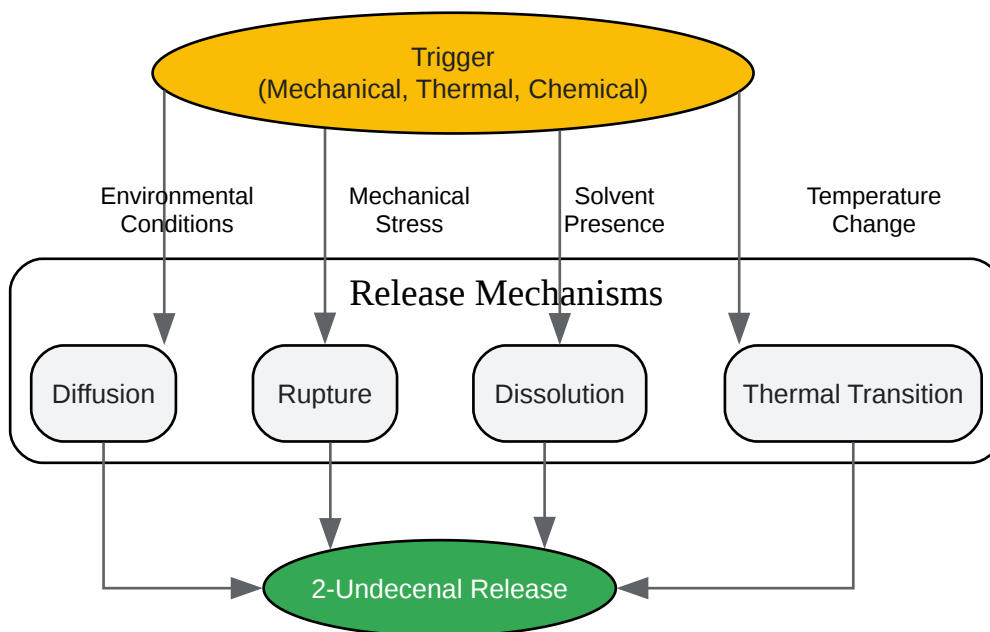 Trigger
(Mechanical, Thermal, Chemical)
Environmental
Conditions
Mechanical
Stress
Solvent
Presence
Temperature
Change
Release Mechanisms
Diffusion
Rupture
Dissolution
Thermal Transition
2-Undecenal Release